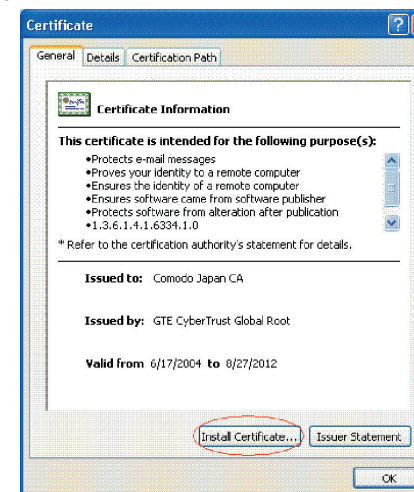 Certificate
General Details Certification Path
Certificate Information
This certificate is intended for the following purpose(s):
•Protects e-mail messages
•Proves your identity to a remote computer
•Ensures the identity of a remote computer
•Ensures software came from software publisher
•Protects software from alteration after publication
•1.3.6.1.4.1.6334.1.0
* Refer to the certification authority's statement for details.
Issued to: Comodo Japan CA
Issued by: GTE CyberTrust Global Root
Valid from 6/17/2004 to 8/27/2012
Install Certificate... Issuer Statement
OK